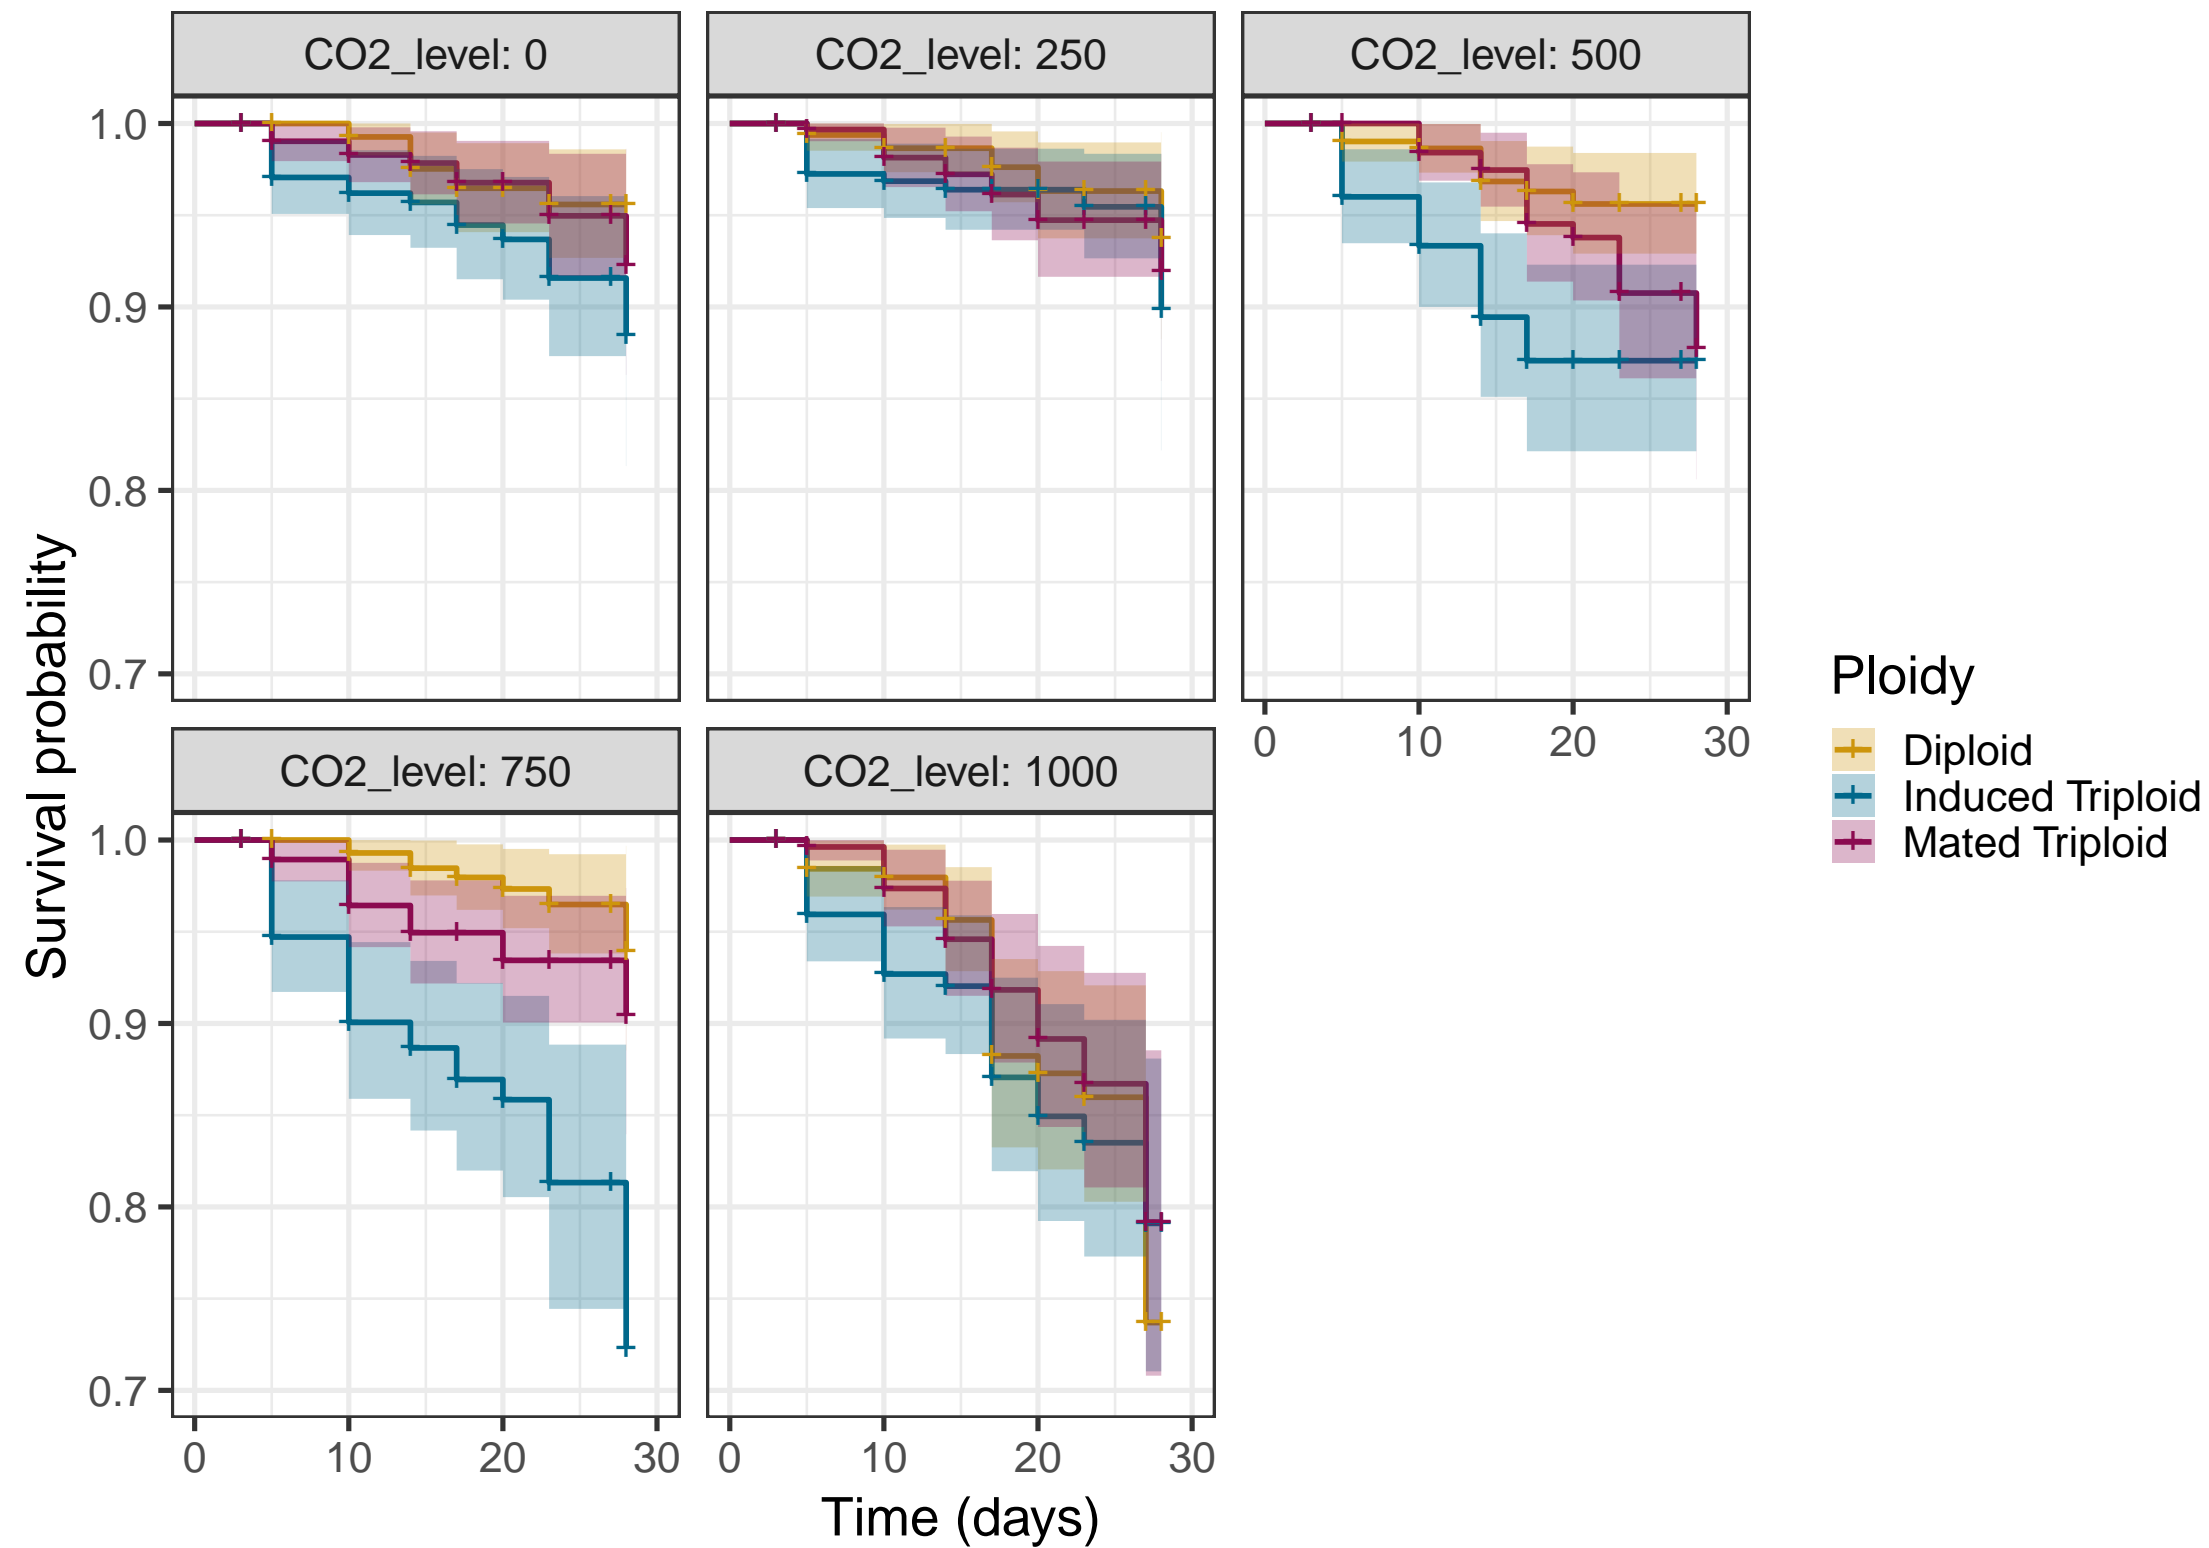 CO2_level: 0
CO2_level: 250
CO2_level: 500
1.0
0.9
0.8
0.7
0 10 20 30
CO2_level: 750
CO2_level: 1000
1.0
0.9
0.8
0.7
0 10 20 30
0 10 20 30
Time (days)
Survival probability
Ploidy
Diploid
Induced Triploid
Mated Triploid